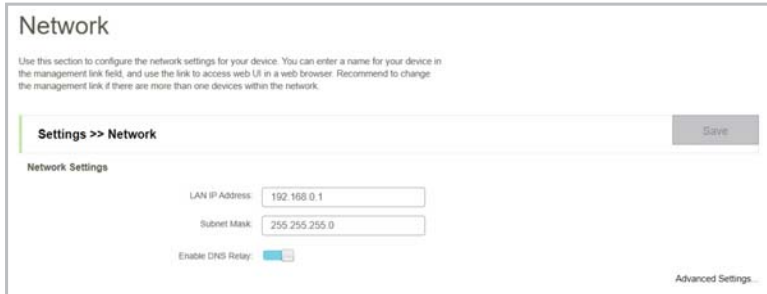 Network
Use this section to configure the network settings for your device. You can enter a name for your device in
the management link field, and use the link to access web UI in a web browser. Recommend to change
the management link if there are more than one devices within the network.
Settings >> Network
Save
Network Settings
LAN IP Address:
192.168.0.1
Subnet Mask:
255.255.255.0
Enable DNS Relay:
Advanced Settings...